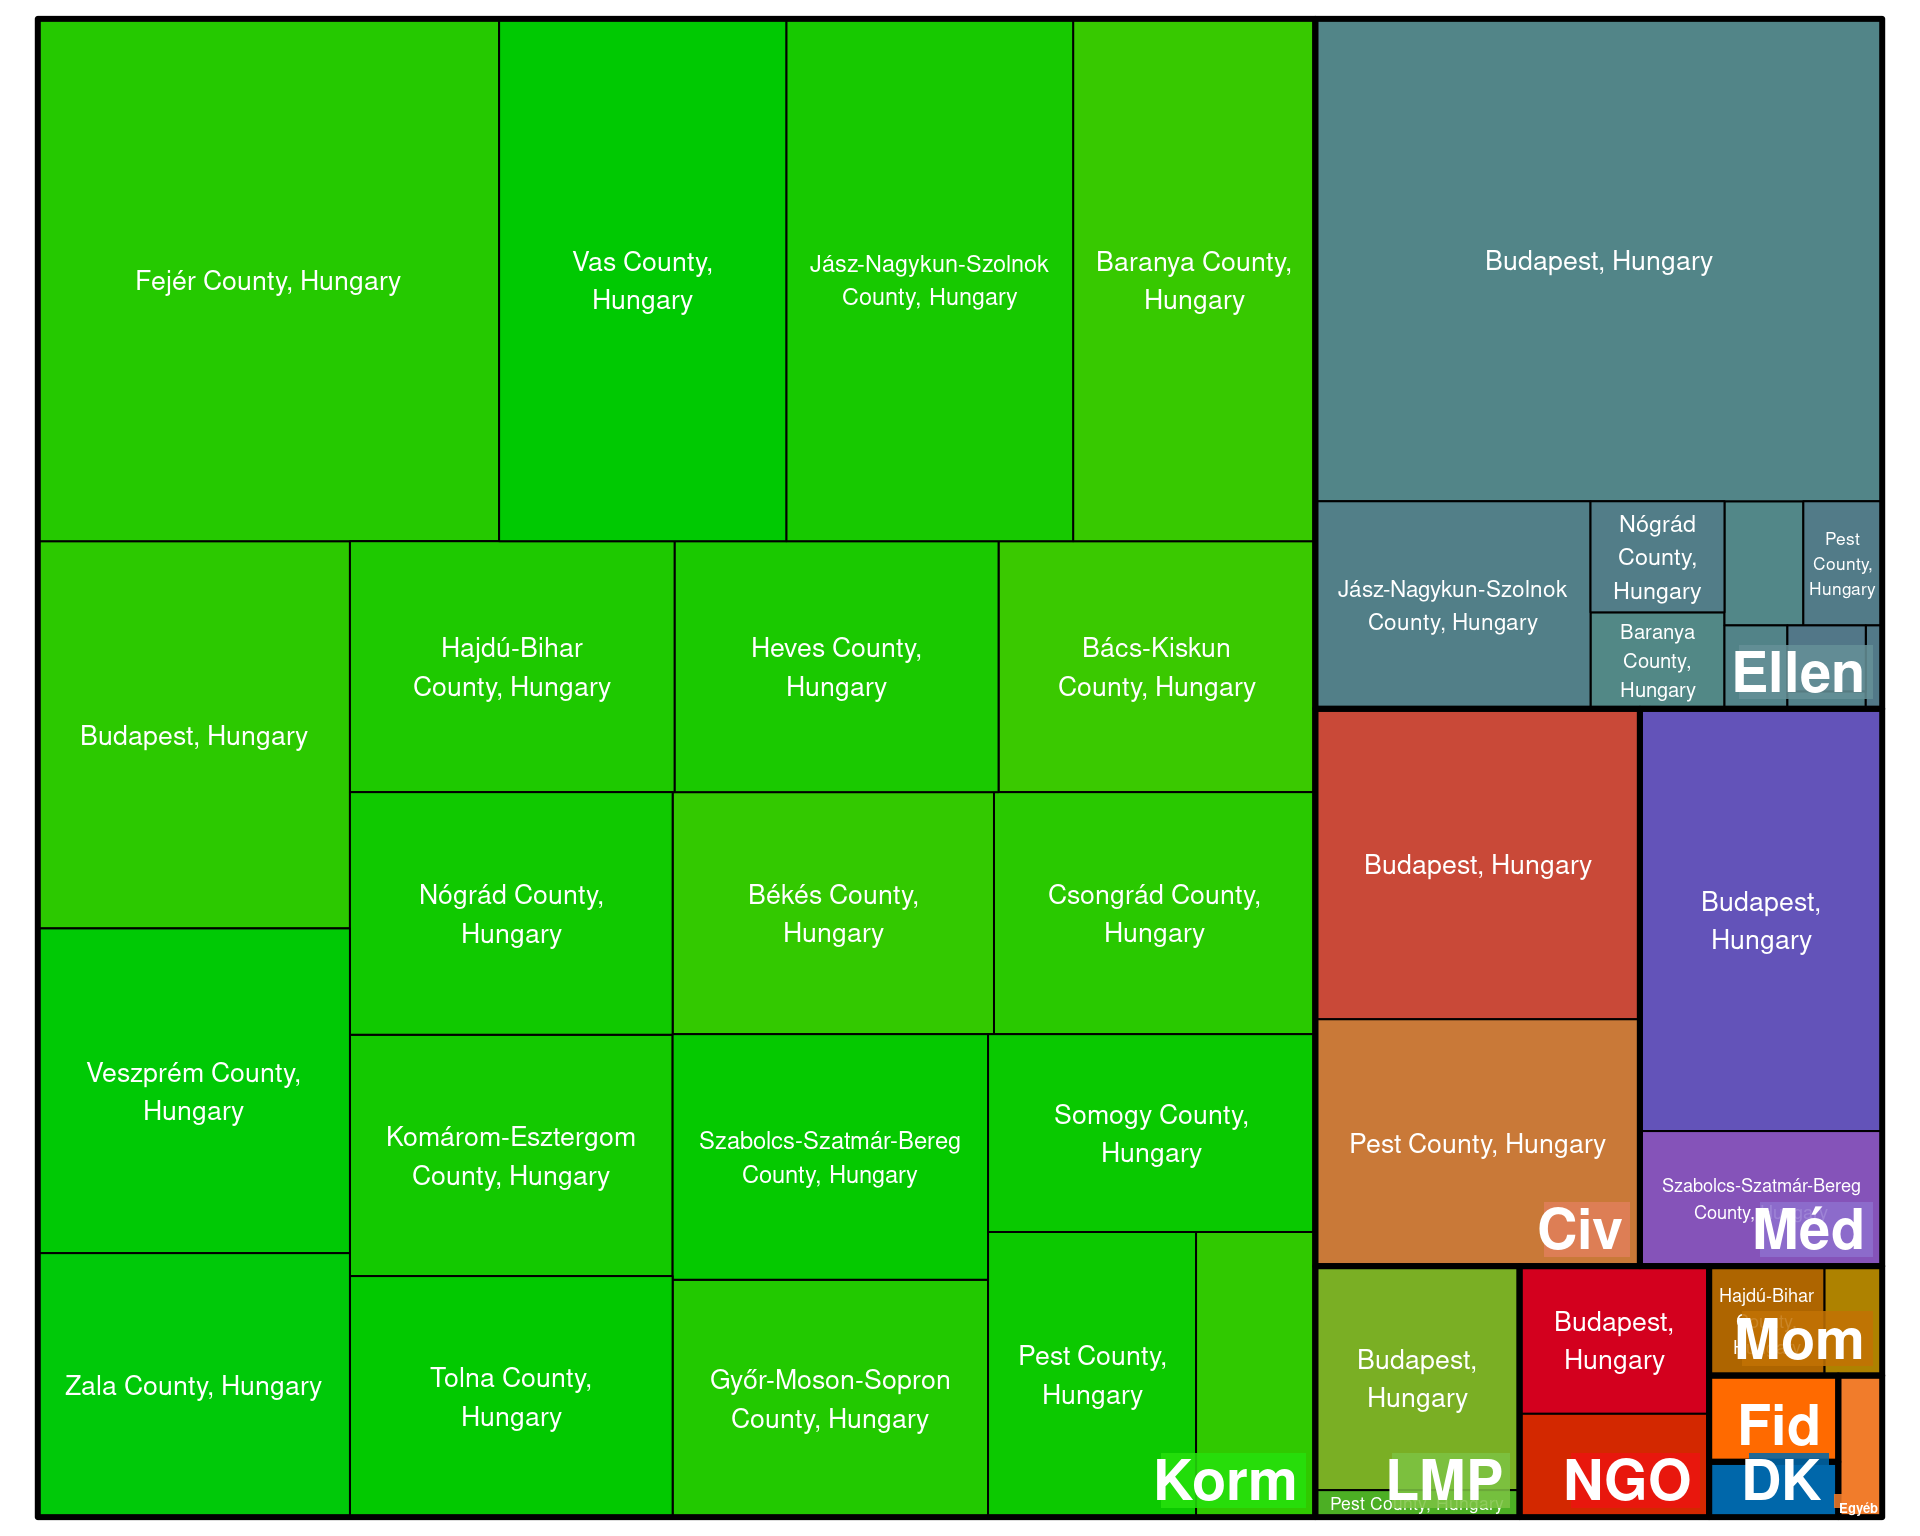 Fejér County, Hungary
Vas County,
Hungary
Jász-Nagykun-Szolnok
County, Hungary
Baranya County,
Hungary
Budapest, Hungary
Hajdú-Bihar
County, Hungary
Heves County,
Hungary
Bács-Kiskun
County, Hungary
Nógrád County,
Hungary
Békés County,
Hungary
Csongrád County,
Hungary
Veszprém County,
Hungary
Komárom-Esztergom
County, Hungary
Szabolcs-Szatmár-Bereg
County, Hungary
Somogy County,
Hungary
Zala County, Hungary
Tolna County,
Hungary
Győr-Moson-Sopron
County, Hungary
Pest County,
Hungary
Korm
Budapest, Hungary
Jász-Nagykun-Szolnok
County, Hungary
Nógrád
County,
Hungary
Baranya
County,
Hungary
Pest
County,
Hungary
Ellen
Budapest, Hungary
Pest County, Hungary
Civ
Budapest,
Hungary
Szabolcs-Szatmár-Bereg
County, Hungary
Méd
Budapest,
Hungary
Pest County, Hungary
LMP
Budapest,
Hungary
NGO
Hajdú-Bihar
Mom
Fid
DK
Egyéb